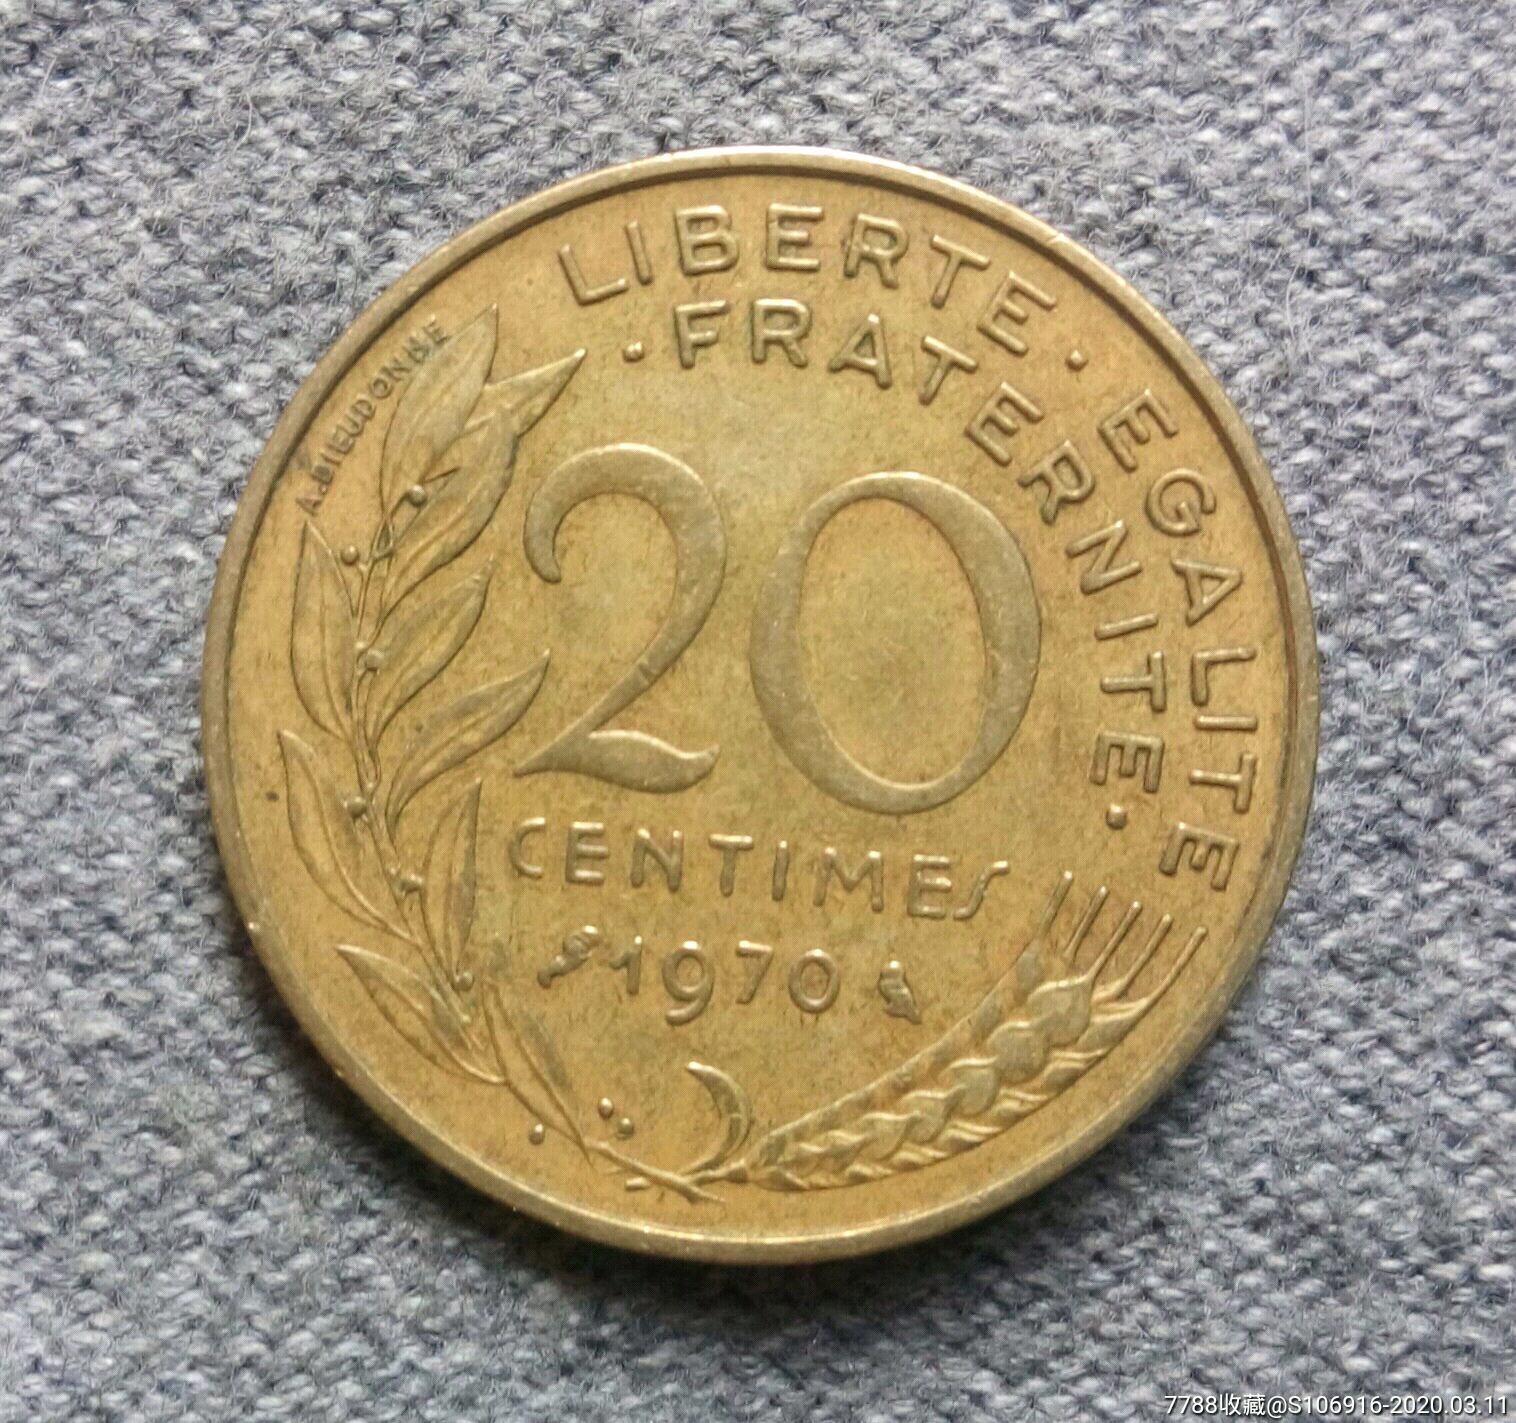 LIBERTE · EGALITE
· FRATERNITE ·
A.DIEUDONNE
20
CENTIMES
1970
7788收藏@S106916-2020.03.11